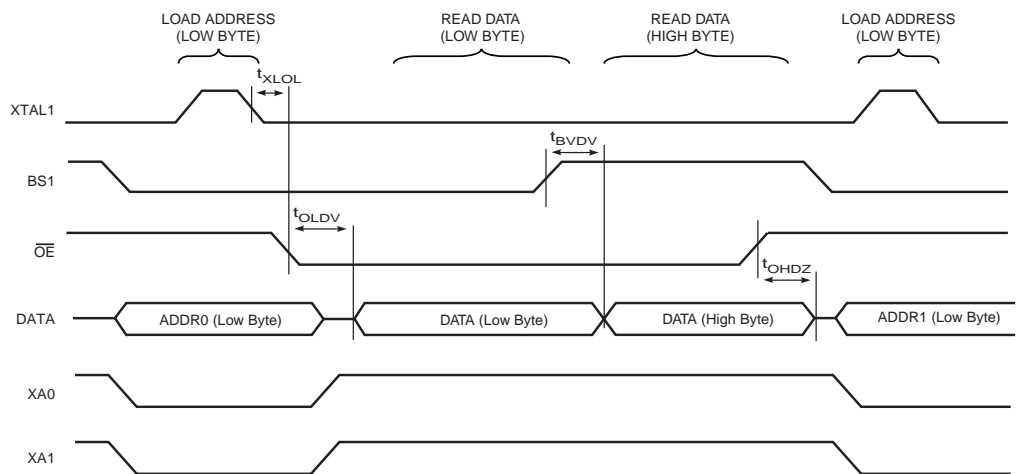 LOAD ADDRESS
(LOW BYTE)
READ DATA
(LOW BYTE)
READ DATA
(HIGH BYTE)
LOAD ADDRESS
(LOW BYTE)
tXLOL
XTAL1
tBVDV
BS1
tOLDV
OE
tOHDZ
DATA
ADDR0 (Low Byte)
DATA (Low Byte)
DATA (High Byte)
ADDR1 (Low Byte)
XA0
XA1